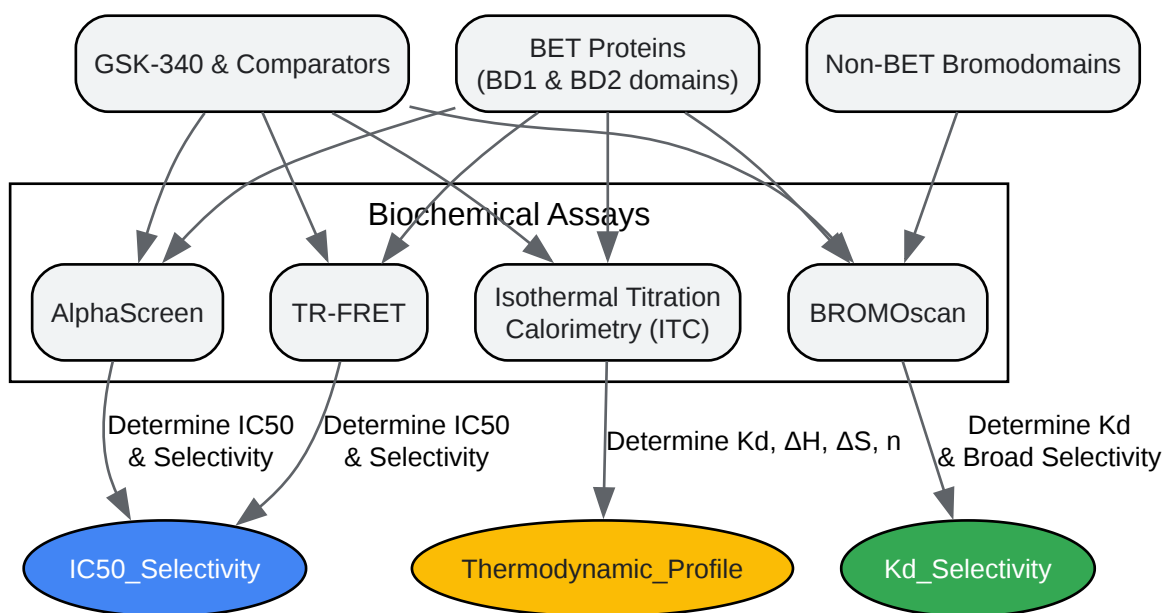 GSK-340 & Comparators
BET Proteins
(BD1 & BD2 domains)
Non-BET Bromodomains
Biochemical Assays
AlphaScreen
TR-FRET
Isothermal Titration
Calorimetry (ITC)
BROMOscan
Determine IC50
& Selectivity
Determine IC50
& Selectivity
Determine Kd, ΔH, ΔS, n
Determine Kd
& Broad Selectivity
IC50_Selectivity
Thermodynamic_Profile
Kd_Selectivity